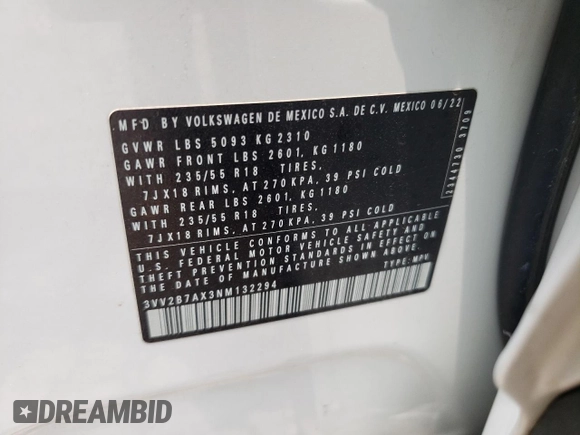 MFD BY VOLKSWAGEN DE MEXICO S.A. DE C.V. MEXICO 06/22
GVWR LBS 5093 KG 2310
GAWR FRONT LBS 2601, KG 1180
WITH 235/55 R18 TIRES.
7JX18 RIMS, AT 270 KPA, 39 PSI COLD
GAWR REAR LBS 2601, KG 1180
WITH 235/55 R18 TIRES.
7JX18 RIMS, AT 270 KPA, 39 PSI COLD
THIS VEHICLE CONFORMS TO ALL APPLICABLE
U.S. FEDERAL MOTOR VEHICLE SAFETY AND
THEFT PREVENTION STANDARDS IN EFFECT ON
THE DATE OF MANUFACTURE SHOWN ABOVE.
3VV2B7AX3NM132294 TYPE: MPV
DREAMBID